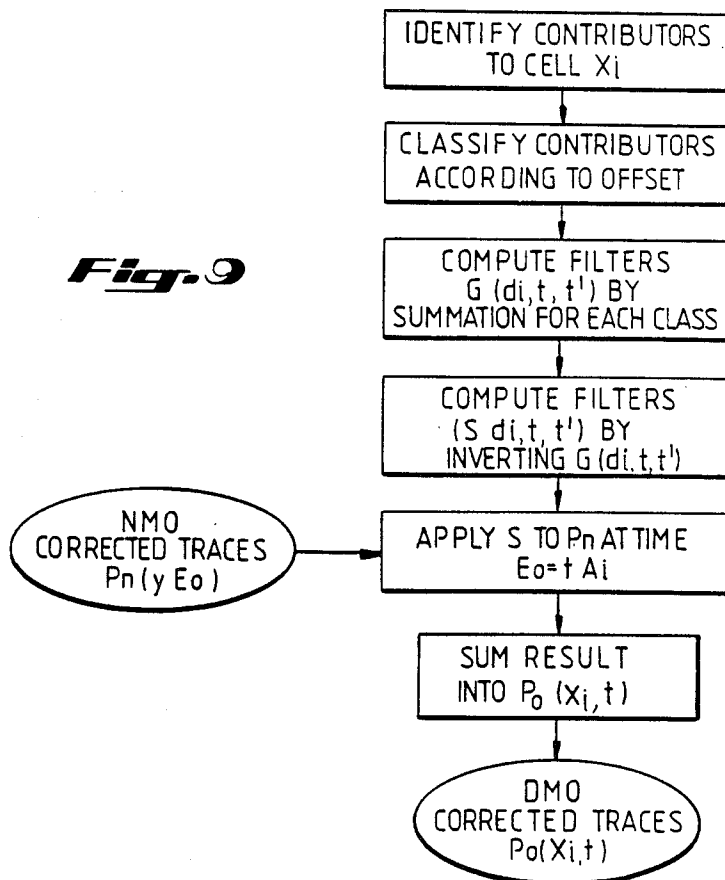 IDENTIFY CONTRIBUTORS
TO CELL Xi
CLASSIFY CONTRIBUTORS
ACCORDING TO OFFSET
Fig. 9
COMPUTE FILTERS
G (di, t, t') BY
SUMMATION FOR EACH CLASS
COMPUTE FILTERS
(S di, t, t') BY
INVERTING G (di, t, t')
NMO
CORRECTED TRACES
Pn (y Eo)
APPLY S TO Pn AT TIME
Eo = t Ai
SUM RESULT
INTO Po (xi, t)
DMO
CORRECTED TRACES
Po(Xi, t)